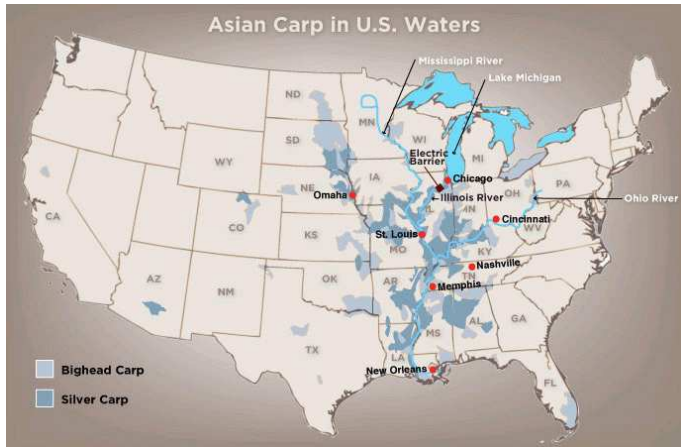 Asian Carp in U.S. Waters
Mississippi River
Lake Michigan
ND
MN
SD
WI
MI
WY
Electric
Barrier
Chicago
IA
NE
Omaha
Illinois River
IL
IN
OH
PA
Ohio River
CA
CO
Cincinnati
WV
KS
St. Louis
MO
KY
Nashville
TN
AZ
NM
OK
AR
Memphis
MS
AL
GA
TX
LA
New Orleans
FL
Bighead Carp
Silver Carp